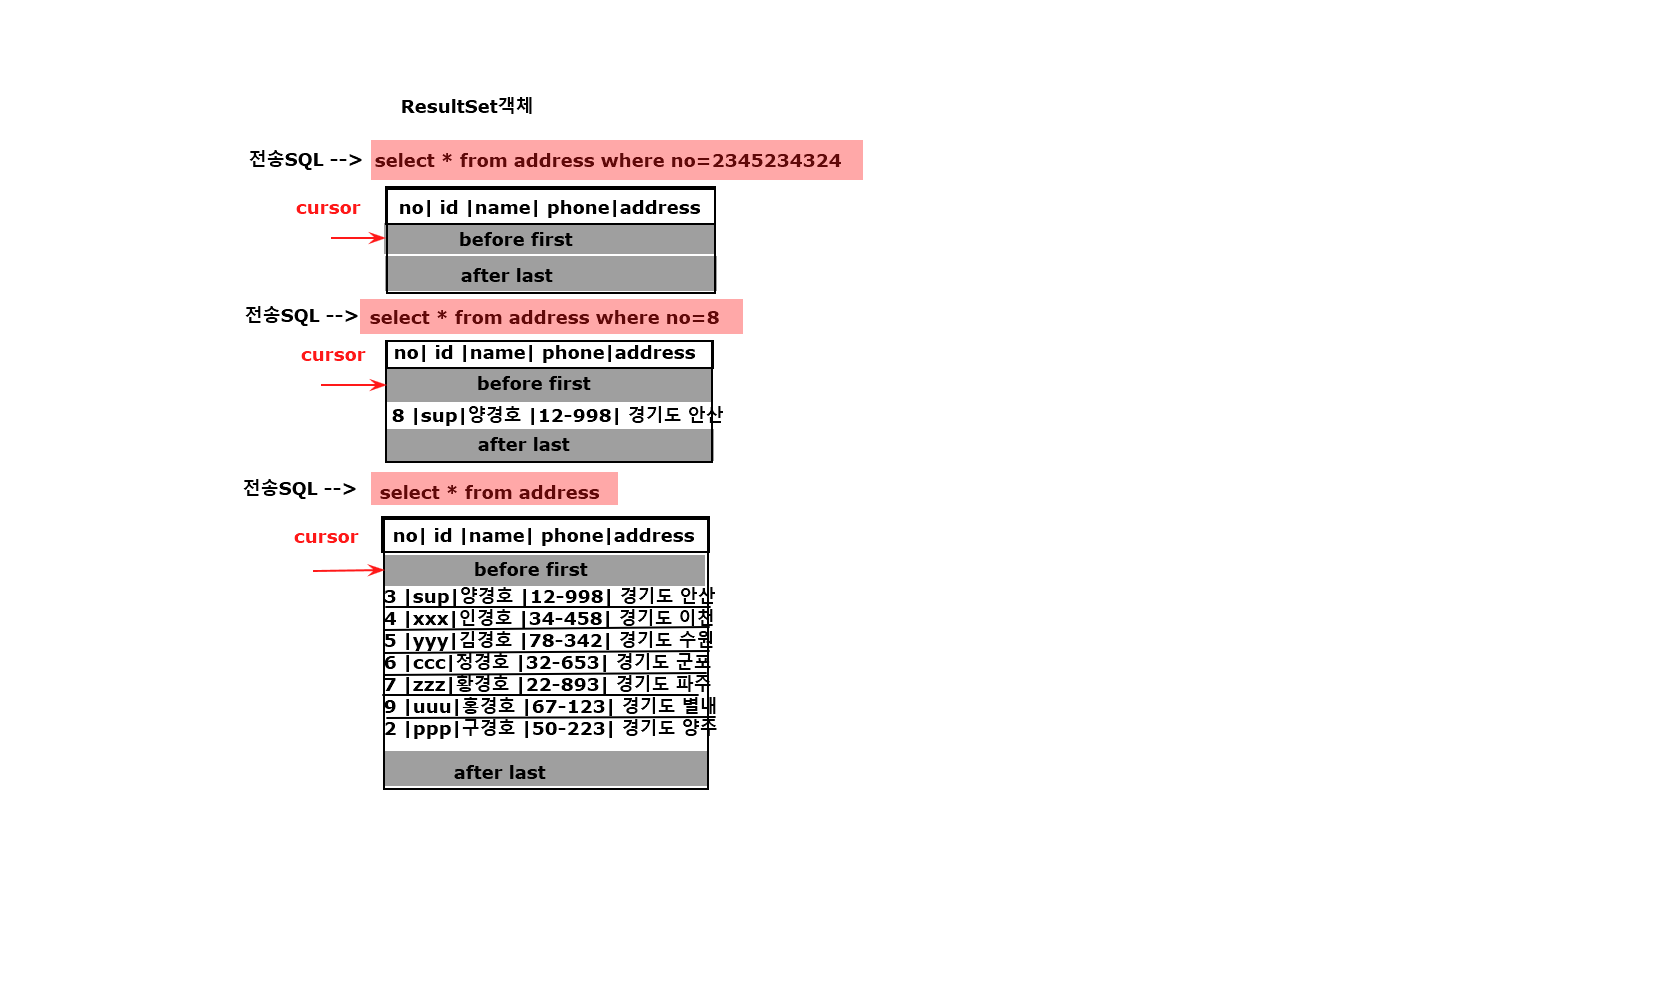 ResultSet객체
전송SQL --> select * from address where no=2345234324
cursor
no| id |name| phone|address
before first
after last
전송SQL --> select * from address where no=8
cursor
no| id |name| phone|address
before first
8 |sup|양경호 |12-998| 경기도 안산
after last
전송SQL --> select * from address
cursor
no| id |name| phone|address
before first
3 |sup|양경호 |12-998| 경기도 안산
4 |xxx|인경호 |34-458| 경기도 이천
5 |yyy|김경호 |78-342| 경기도 수원
6 |ccc|정경호 |32-653| 경기도 군포
7 |zzz|황경호 |22-893| 경기도 파주
9 |uuu|홍경호 |67-123| 경기도 별내
2 |ppp|구경호 |50-223| 경기도 양주
after last